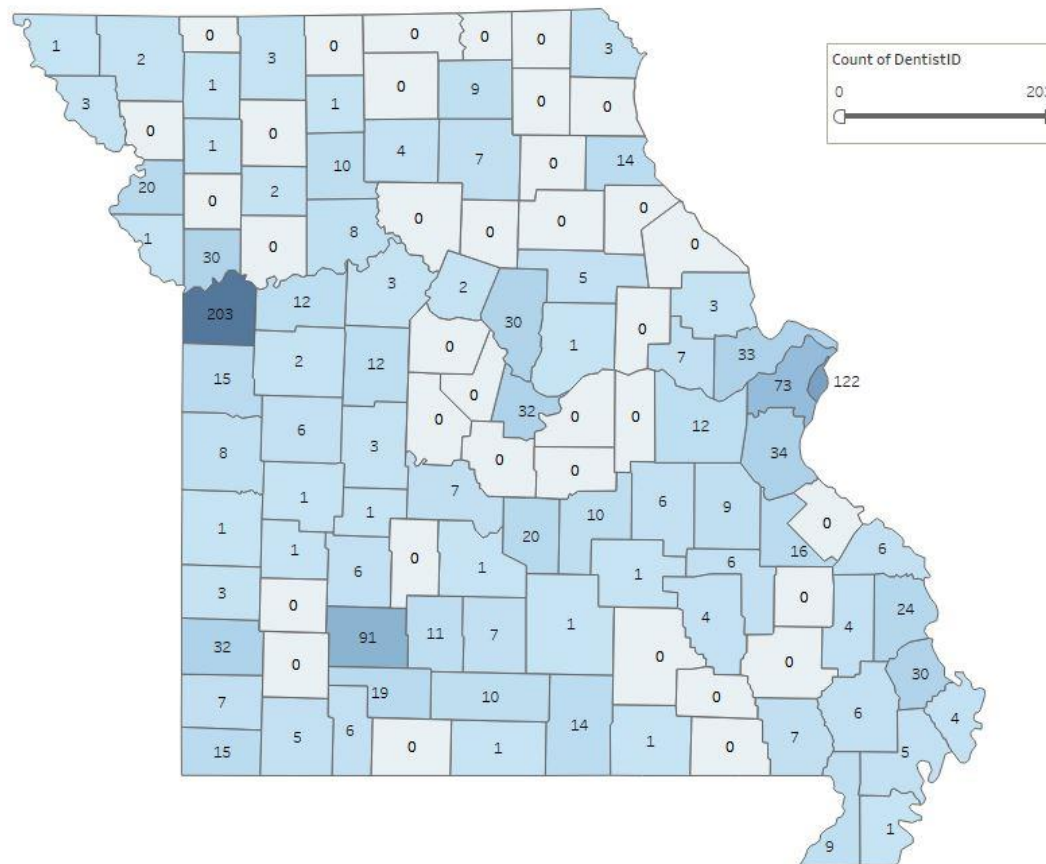 0 0 0 0 0
1 2 3 3
Count of DentistID
1 0 9
0
3 1 0 0
0 1 0
10 4 7 0 14
20 0 2
0
1 8 0 0 0
30 0 0
2 3 5
203 12 30 3
0 1 0
2 12 7 33
15 0 73 122
32 0 0 12
6 0
8 3 0 0 34
1 1 7 6 9
1 20 10 0
1 6 0 1 16 6
3 0 1 6 0
32 91 11 7 1 4 4 24
0 0 0 30
7 19 10 0 6 4
15 5 6 0 1 14 1 0 7 5
9 1